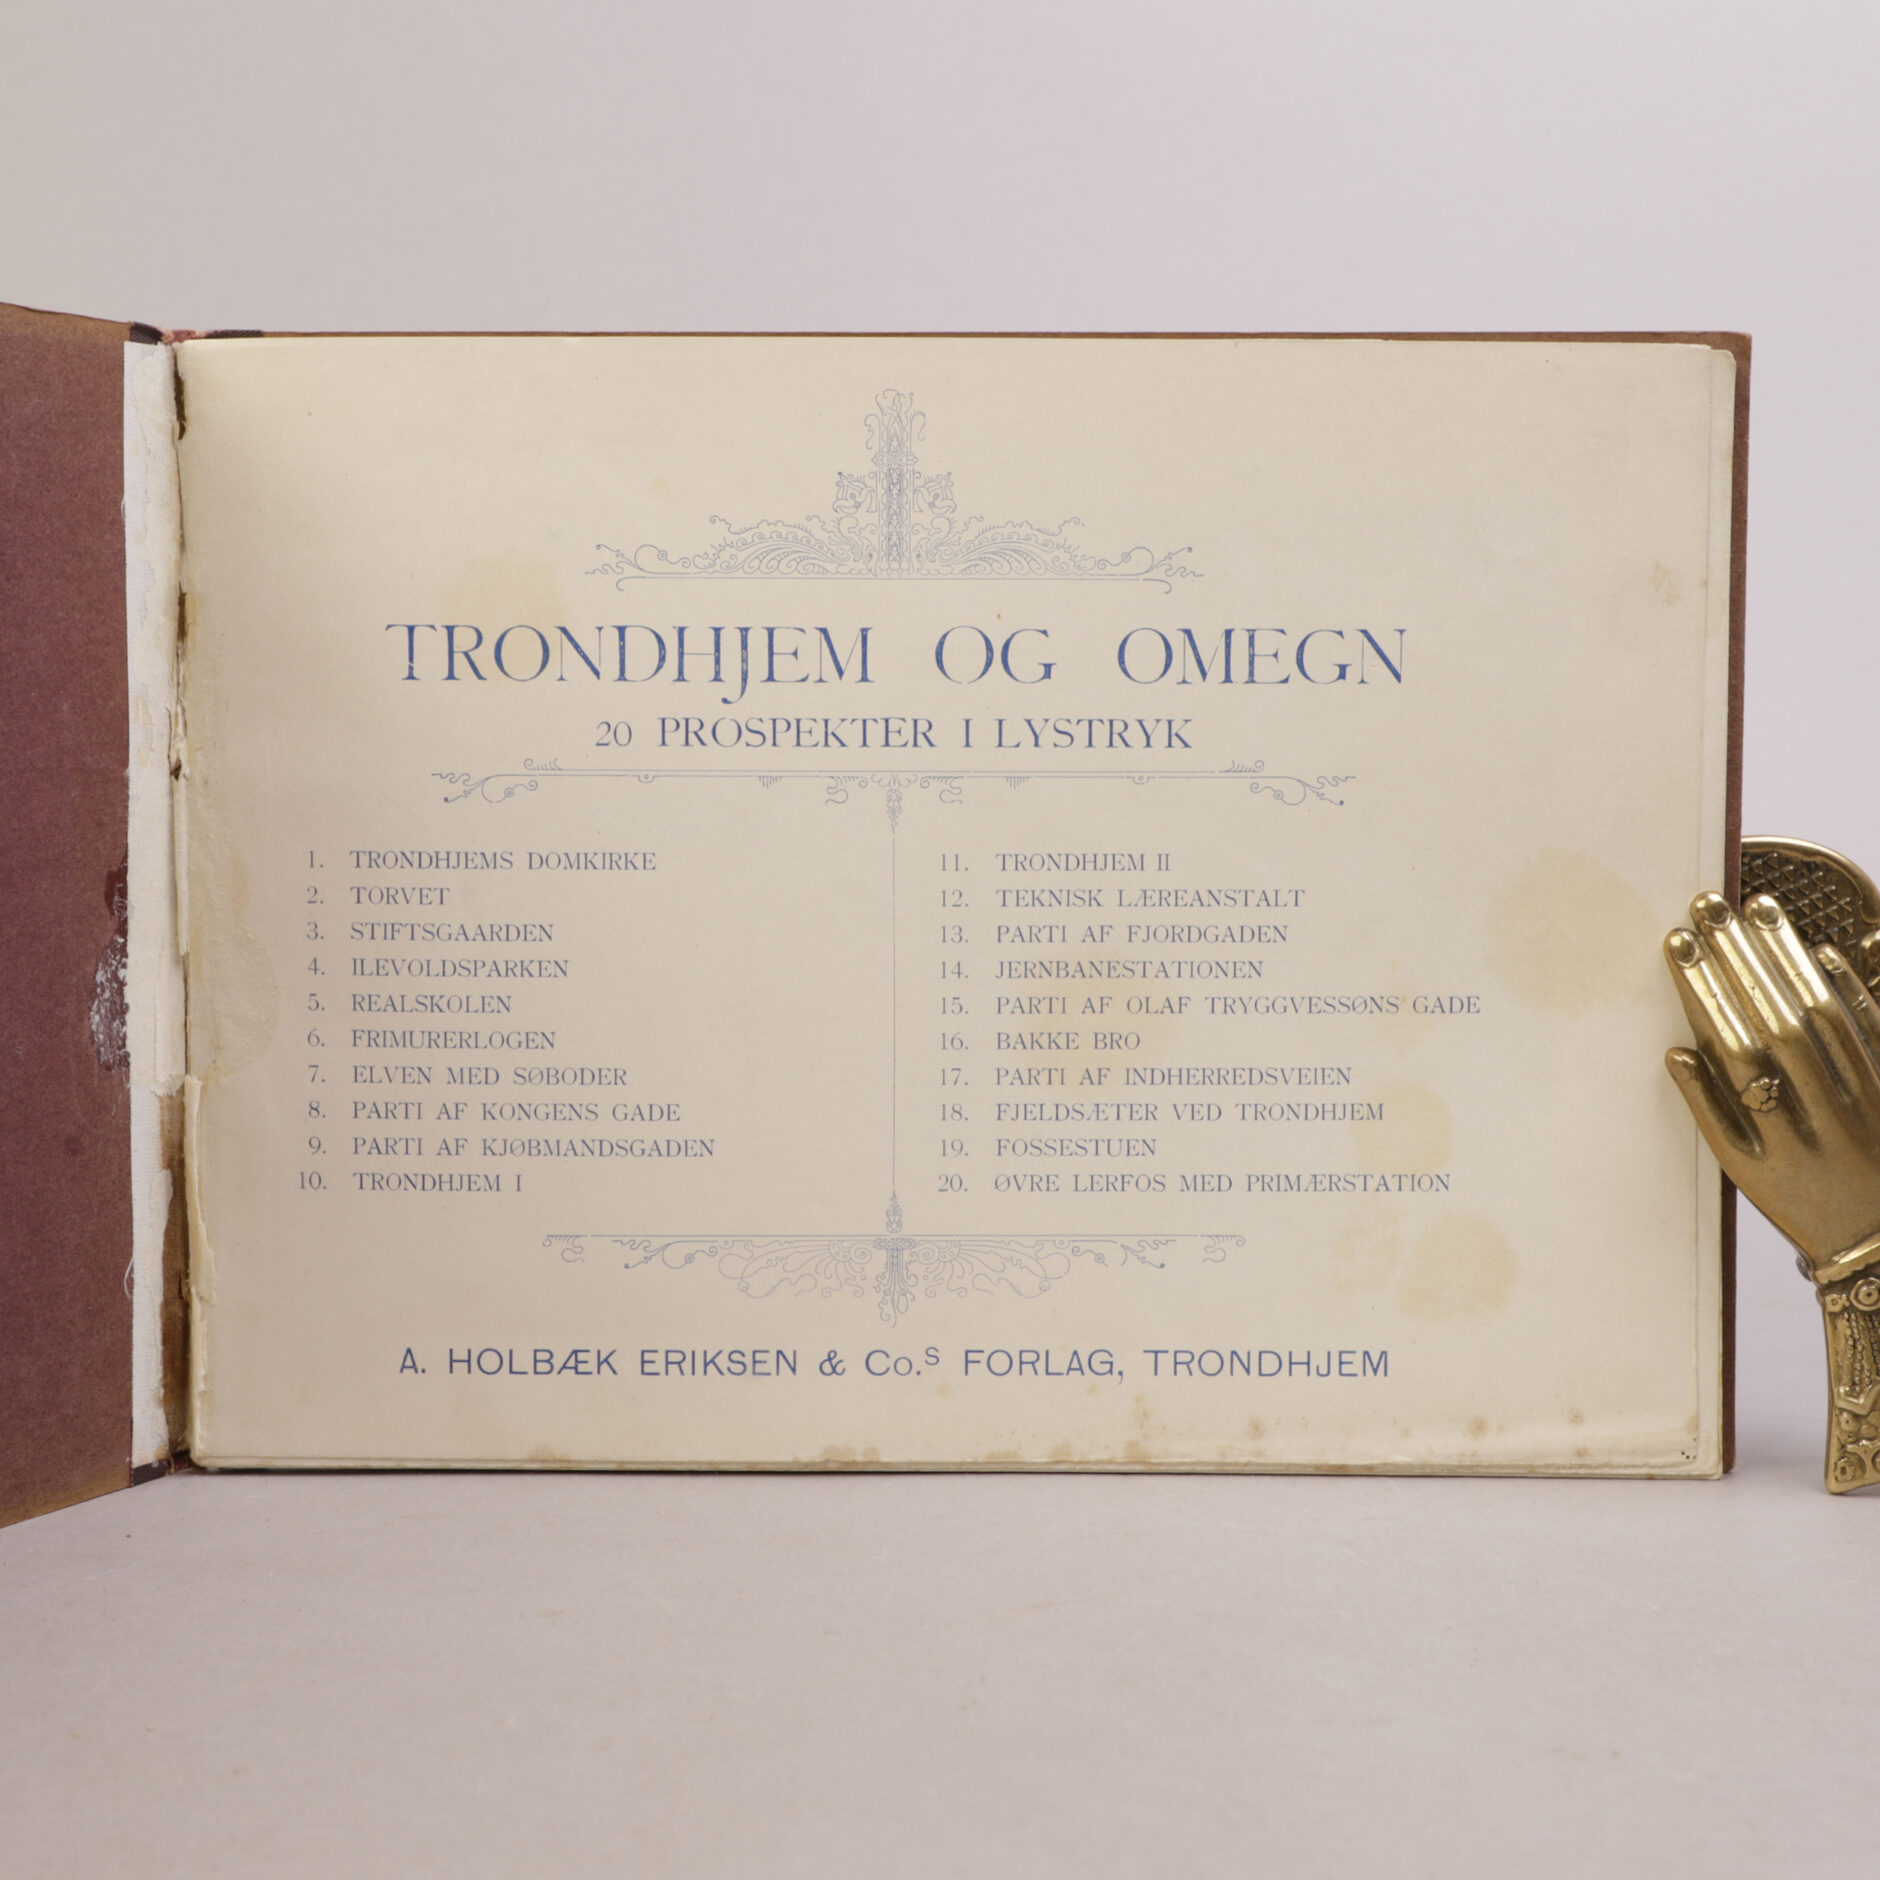 TRONDHJEM OG OMEGN
20 PROSPEKTER I LYSTRYK
1. TRONDHJEMS DOMKIRKE
2. TORVET
3. STIFTSGAARDEN
4. ILEVOLDSPARKEN
5. REALSKOLEN
6. FRIMURERLOGEN
7. ELVEN MED SØBODER
8. PARTI AF KONGENS GADE
9. PARTI AF KJØBMANDSGADEN
10. TRONDHJEM I
11. TRONDHJEM II
12. TEKNISK LÆREANSTALT
13. PARTI AF FJORDGADEN
14. JERNBANESTATIONEN
15. PARTI AF OLAF TRYGGVESSØNS GADE
16. BAKKE BRO
17. PARTI AF INDHERREDSVEIEN
18. FJELDSÆTER VED TRONDHJEM
19. FOSSESTUEN
20. ØVRE LERFOS MED PRIMÆRSTATION
A. HOLBÆK ERIKSEN & Co.s FORLAG, TRONDHJEM